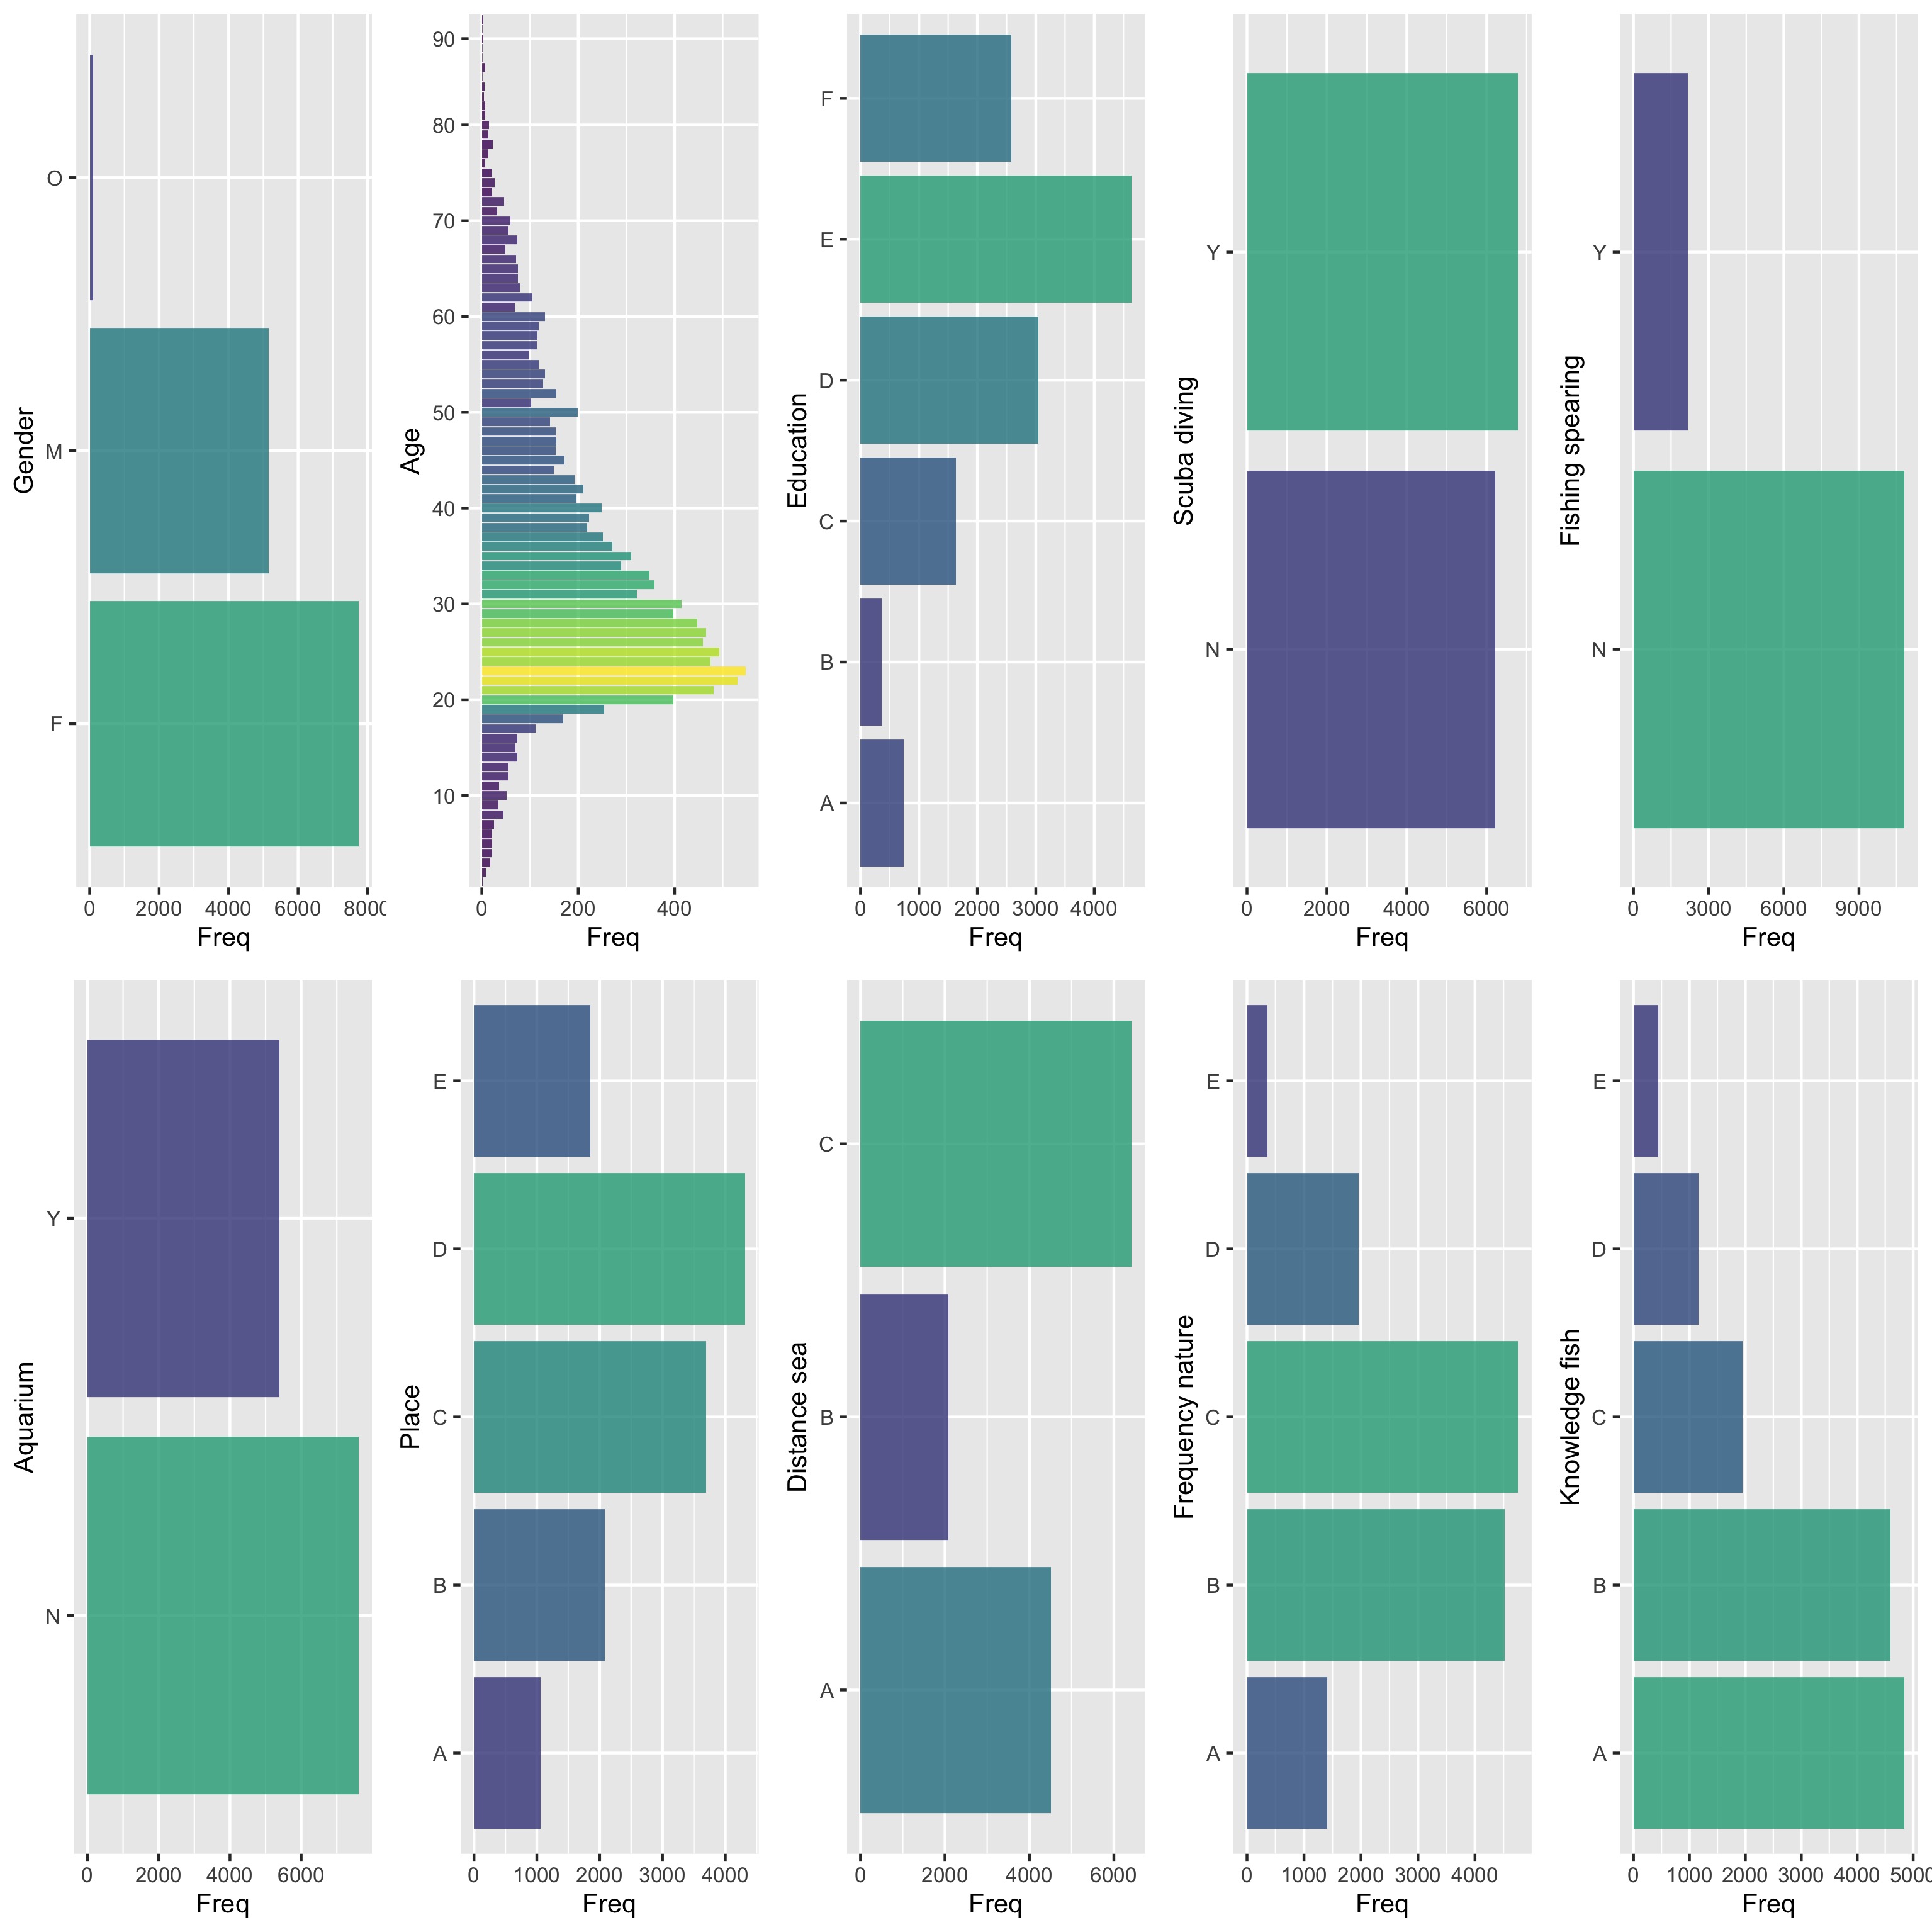 Gender
O
M
F
0 2000 4000 6000 8000
Freq
Age
90
80
70
60
50
40
30
20
10
0 200 400
Freq
Education
F
E
D
C
B
A
0 1000 2000 3000 4000
Freq
Scuba diving
Y
N
0 2000 4000 6000
Freq
Fishing spearing
Y
N
0 3000 6000 9000
Freq
Aquarium
Y
N
0 2000 4000 6000
Freq
Place
E
D
C
B
A
0 1000 2000 3000 4000
Freq
Distance sea
C
B
A
0 2000 4000 6000
Freq
Frequency nature
E
D
C
B
A
0 1000 2000 3000 4000
Freq
Knowledge fish
E
D
C
B
A
0 1000 2000 3000 4000 5000
Freq